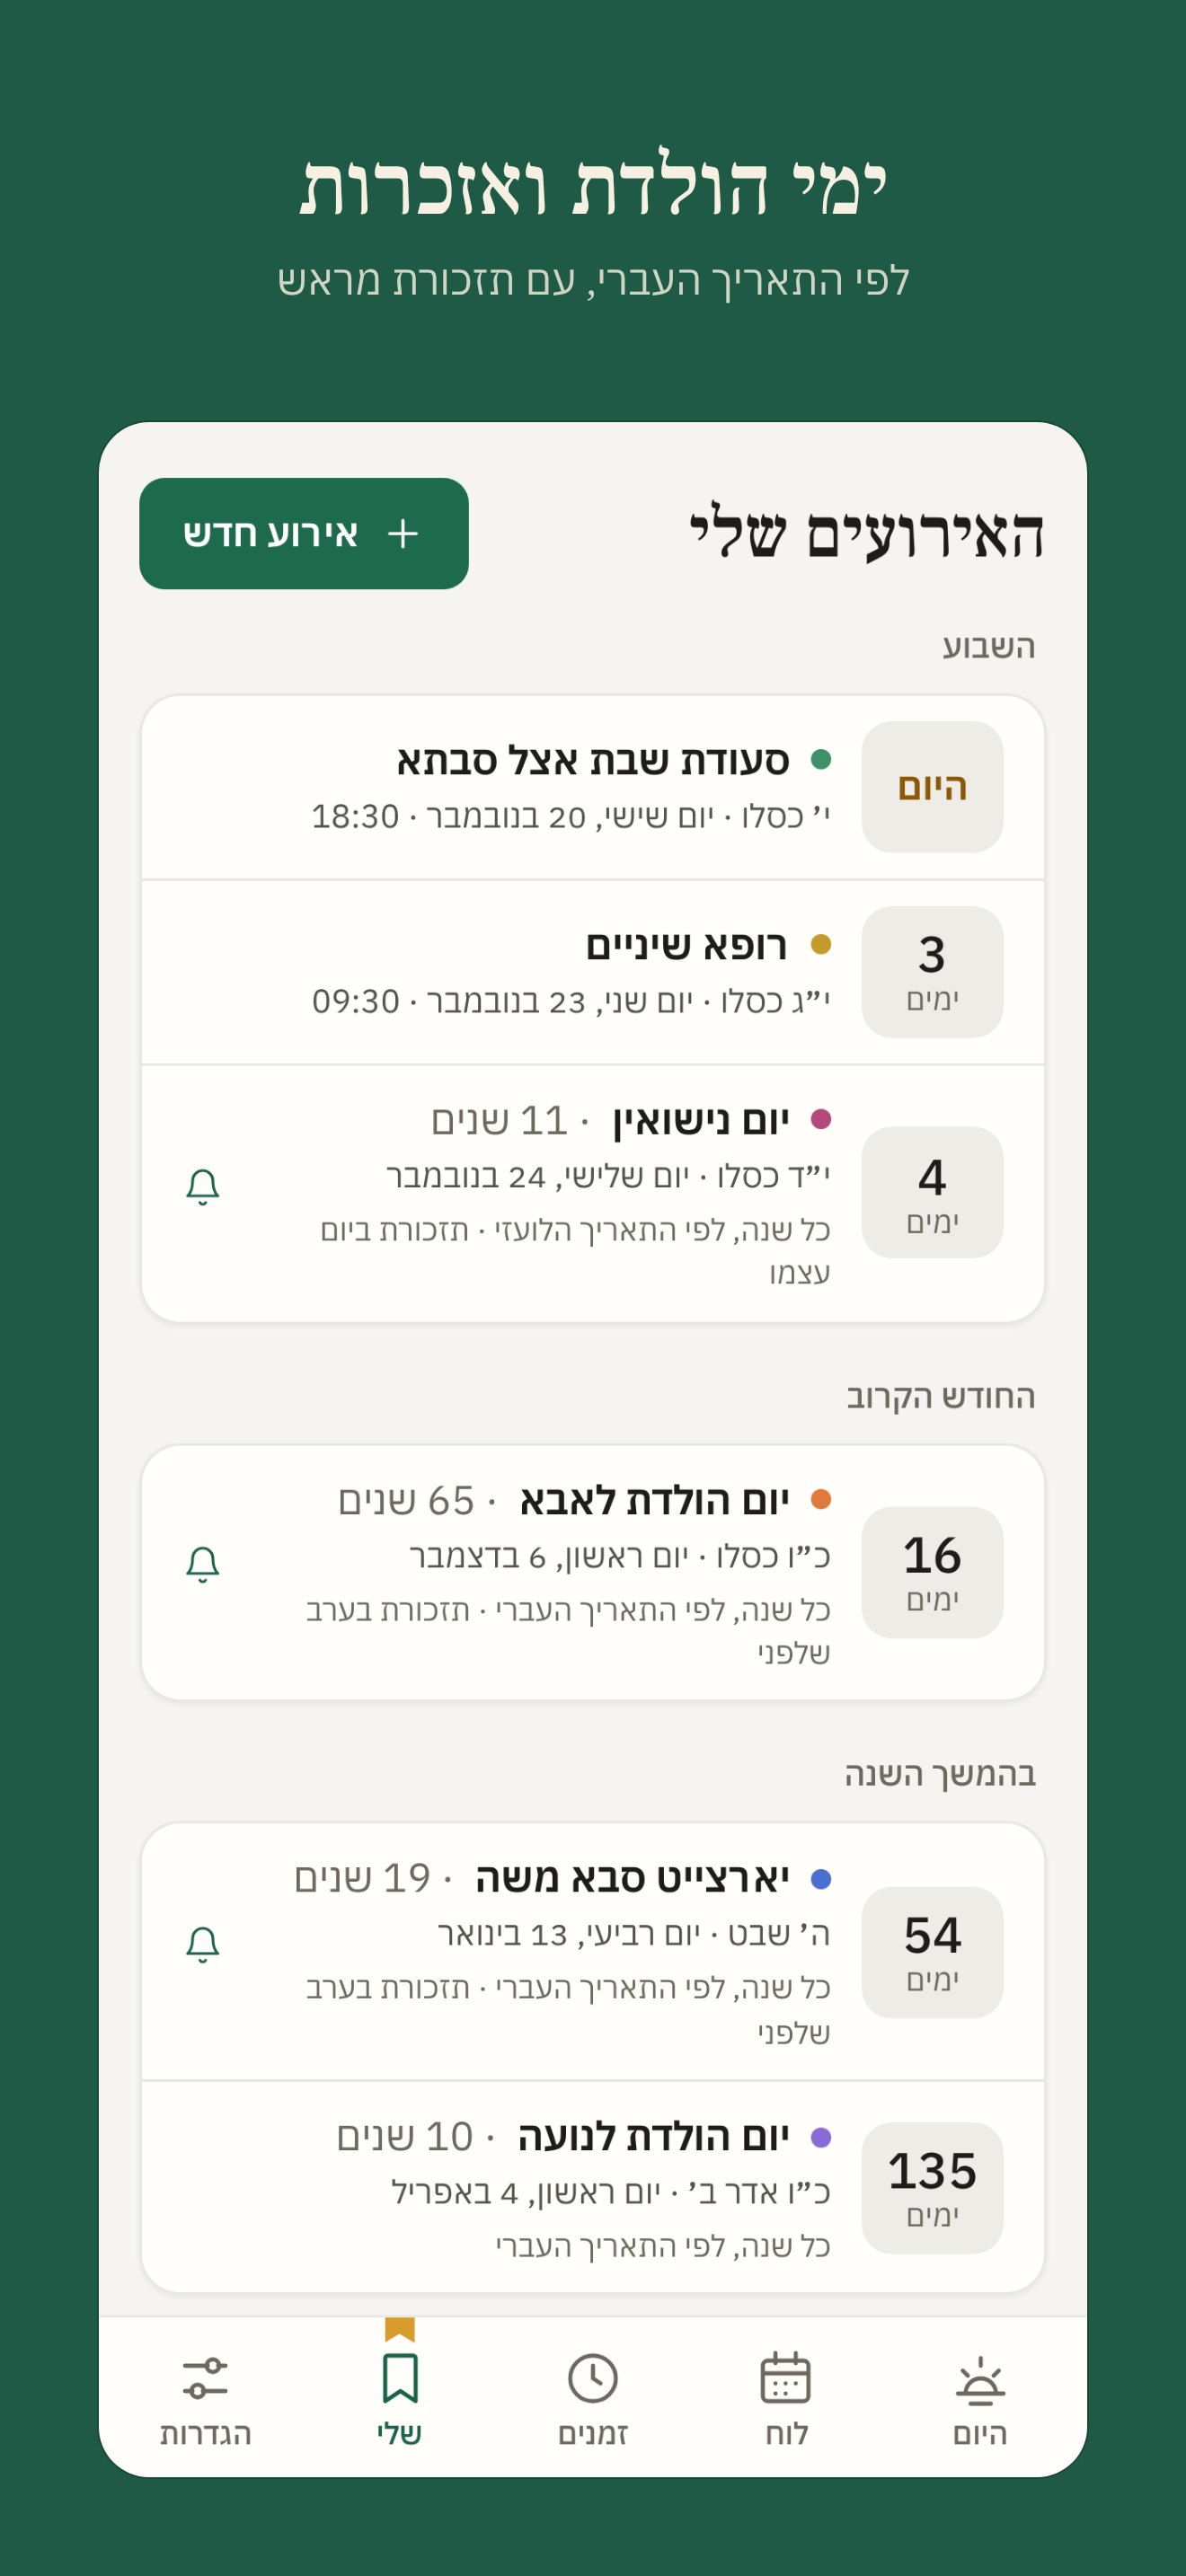 ימי הולדת ואזכרות
לפי התאריך העברי, עם תזכורת מראש
האירועים שלי
+ אירוע חדש
השבוע
היום
סעודת שבת אצל סבתא
י׳ כסלו · יום שישי, 20 בנובמבר · 18:30
3
ימים
רופא שיניים
י״ג כסלו · יום שני, 23 בנובמבר · 09:30
4
ימים
יום נישואין · 11 שנים
י״ד כסלו · יום שלישי, 24 בנובמבר
כל שנה, לפי התאריך הלועזי · תזכורת ביום
עצמו
החודש הקרוב
16
ימים
יום הולדת לאבא · 65 שנים
כ״ו כסלו · יום ראשון, 6 בדצמבר
כל שנה, לפי התאריך העברי · תזכורת בערב
שלפני
בהמשך השנה
54
ימים
יארצייט סבא משה · 19 שנים
ה׳ שבט · יום רביעי, 13 בינואר
כל שנה, לפי התאריך העברי · תזכורת בערב
שלפני
135
ימים
יום הולדת לנועה · 10 שנים
כ״ו אדר ב׳ · יום ראשון, 4 באפריל
כל שנה, לפי התאריך העברי
היום
לוח
זמנים
שלי
הגדרות